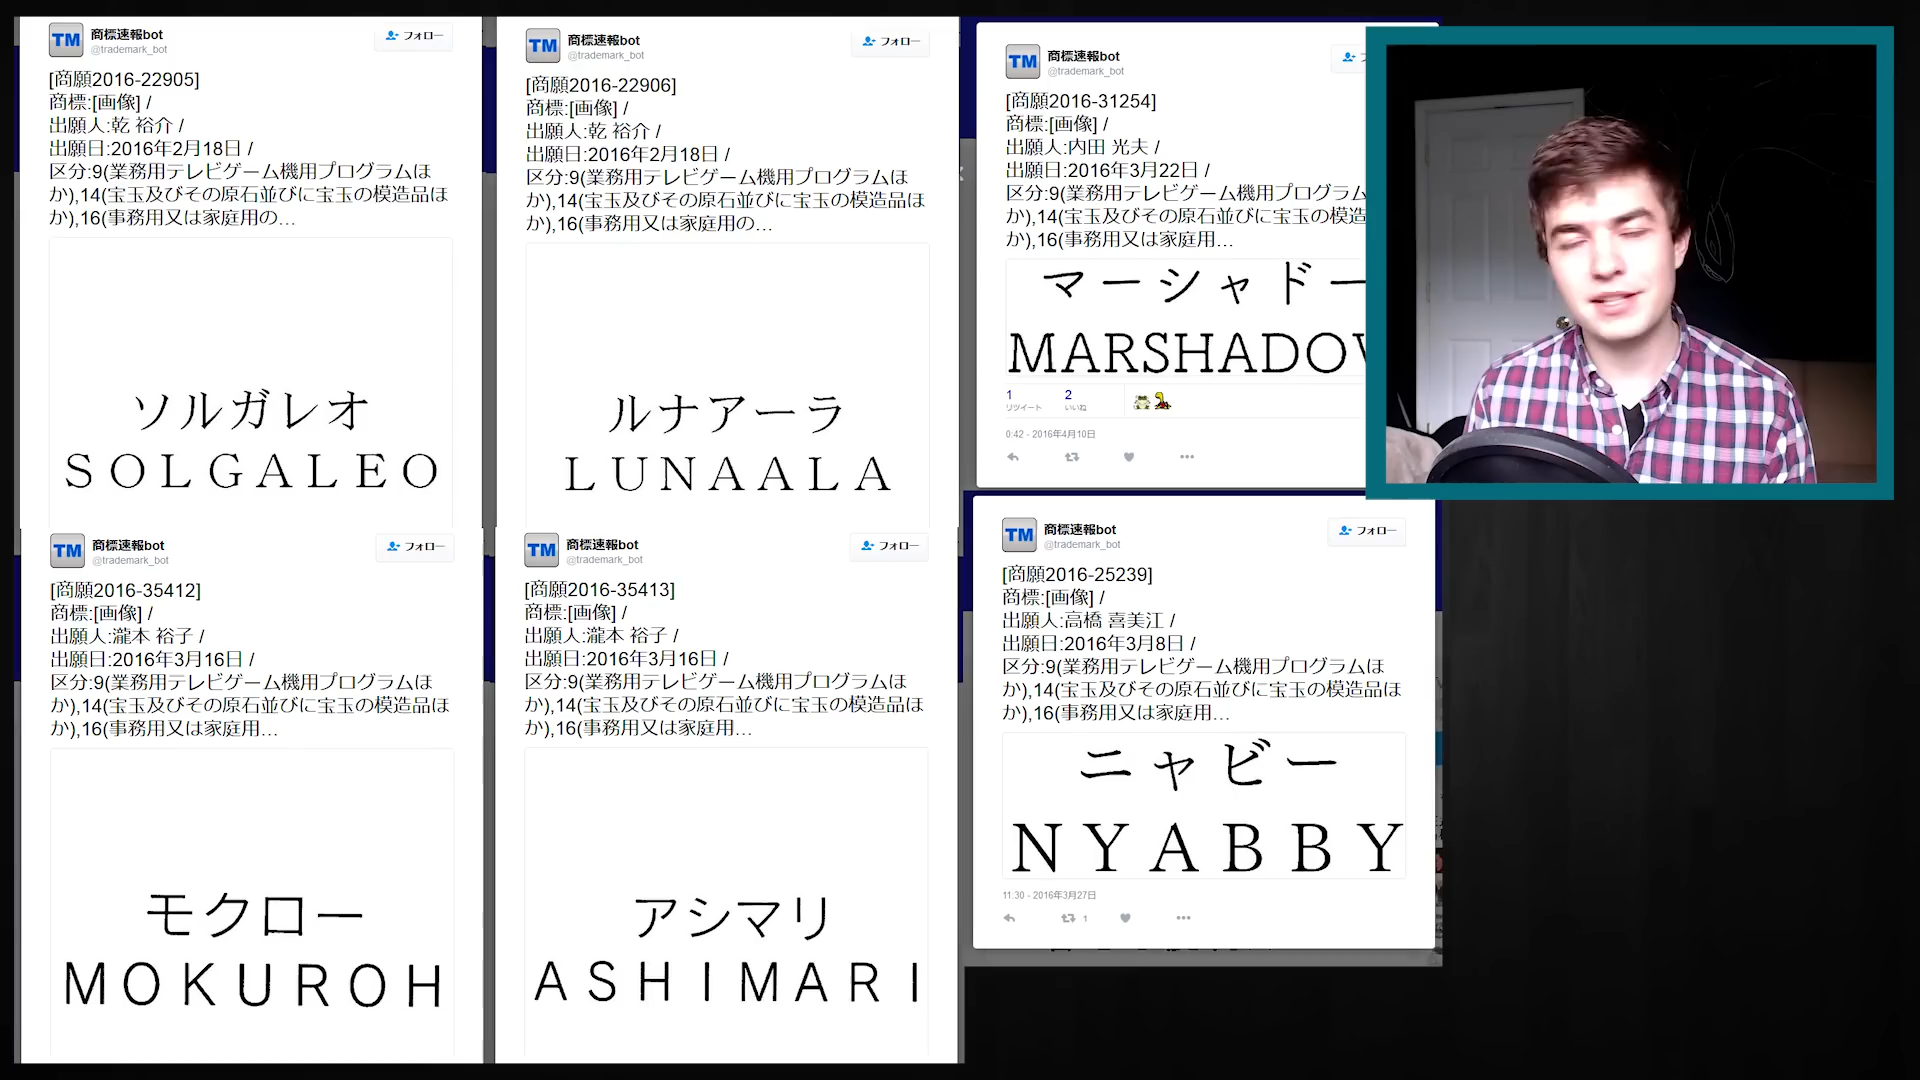 TM
商標速報bot
@trademark_bot
フォロー
[商願2016-22905]
商標:[画像] /
出願人:乾 裕介 /
出願日:2016年2月18日 /
区分:9(業務用テレビゲーム機用プログラムほ
か),14(宝玉及びその原石並びに宝玉の模造品ほ
か),16(事務用又は家庭用の…
ソルガレオ
SOLGALEO
TM
商標速報bot
@trademark_bot
フォロー
[商願2016-22906]
商標:[画像] /
出願人:乾 裕介 /
出願日:2016年2月18日 /
区分:9(業務用テレビゲーム機用プログラムほ
か),14(宝玉及びその原石並びに宝玉の模造品ほ
か),16(事務用又は家庭用の…
ルナアーラ
LUNAALA
TM
商標速報bot
@trademark_bot
[商願2016-31254]
商標:[画像] /
出願人:内田 光夫 /
出願日:2016年3月22日 /
区分:9(業務用テレビゲーム機用プログラム
か),14(宝玉及びその原石並びに宝玉の模造
か),16(事務用又は家庭用…
マーシャドー
MARSHADOW
1 2
リツイート いいね
0:42 - 2016年4月10日
TM
商標速報bot
@trademark_bot
フォロー
[商願2016-35412]
商標:[画像] /
出願人:瀧本 裕子 /
出願日:2016年3月16日 /
区分:9(業務用テレビゲーム機用プログラムほ
か),14(宝玉及びその原石並びに宝玉の模造品ほ
か),16(事務用又は家庭用…
モクロー
MOKUROH
TM
商標速報bot
@trademark_bot
フォロー
[商願2016-35413]
商標:[画像] /
出願人:瀧本 裕子 /
出願日:2016年3月16日 /
区分:9(業務用テレビゲーム機用プログラムほ
か),14(宝玉及びその原石並びに宝玉の模造品ほ
か),16(事務用又は家庭用…
アシマリ
ASHIMARI
TM
商標速報bot
@trademark_bot
フォロー
[商願2016-25239]
商標:[画像] /
出願人:高橋 喜美江 /
出願日:2016年3月8日 /
区分:9(業務用テレビゲーム機用プログラムほ
か),14(宝玉及びその原石並びに宝玉の模造品ほ
か),16(事務用又は家庭用…
ニャビー
NYABBY
11:30 - 2016年3月27日
1